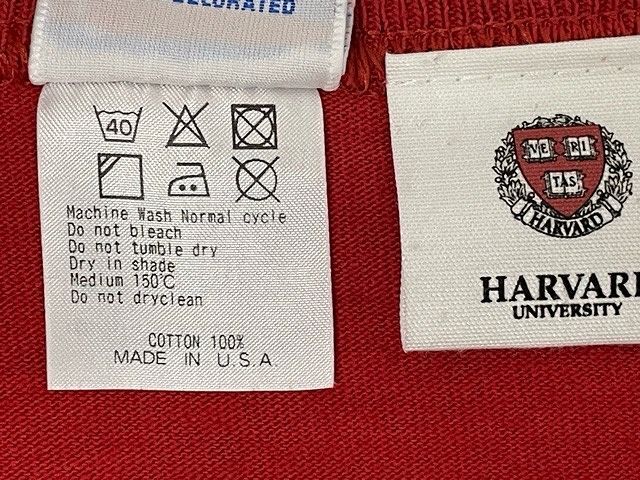 DECORATED
40
Machine Wash Normal cycle
Do not bleach
Do not tumble dry
Dry in shade
Medium 150℃
Do not dryclean
COTTON 100%
MADE IN U.S.A
VE RI
TAS
HARVARD
HARVARD
UNIVERSITY